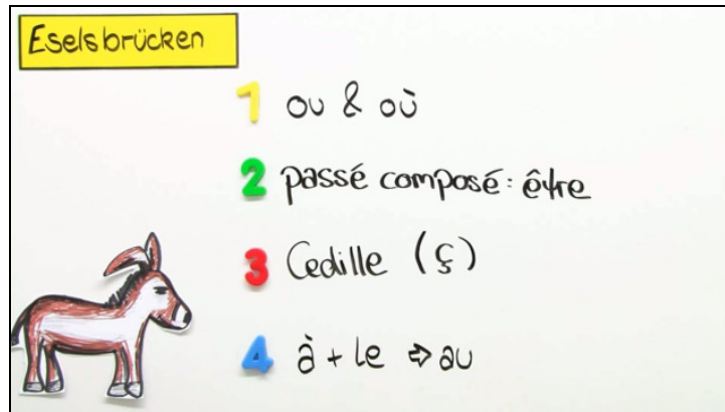 Eselsbrücken
1 ou & où
2 passé composé: être
3 Cedille (ç)
4 à + le ⇨ au